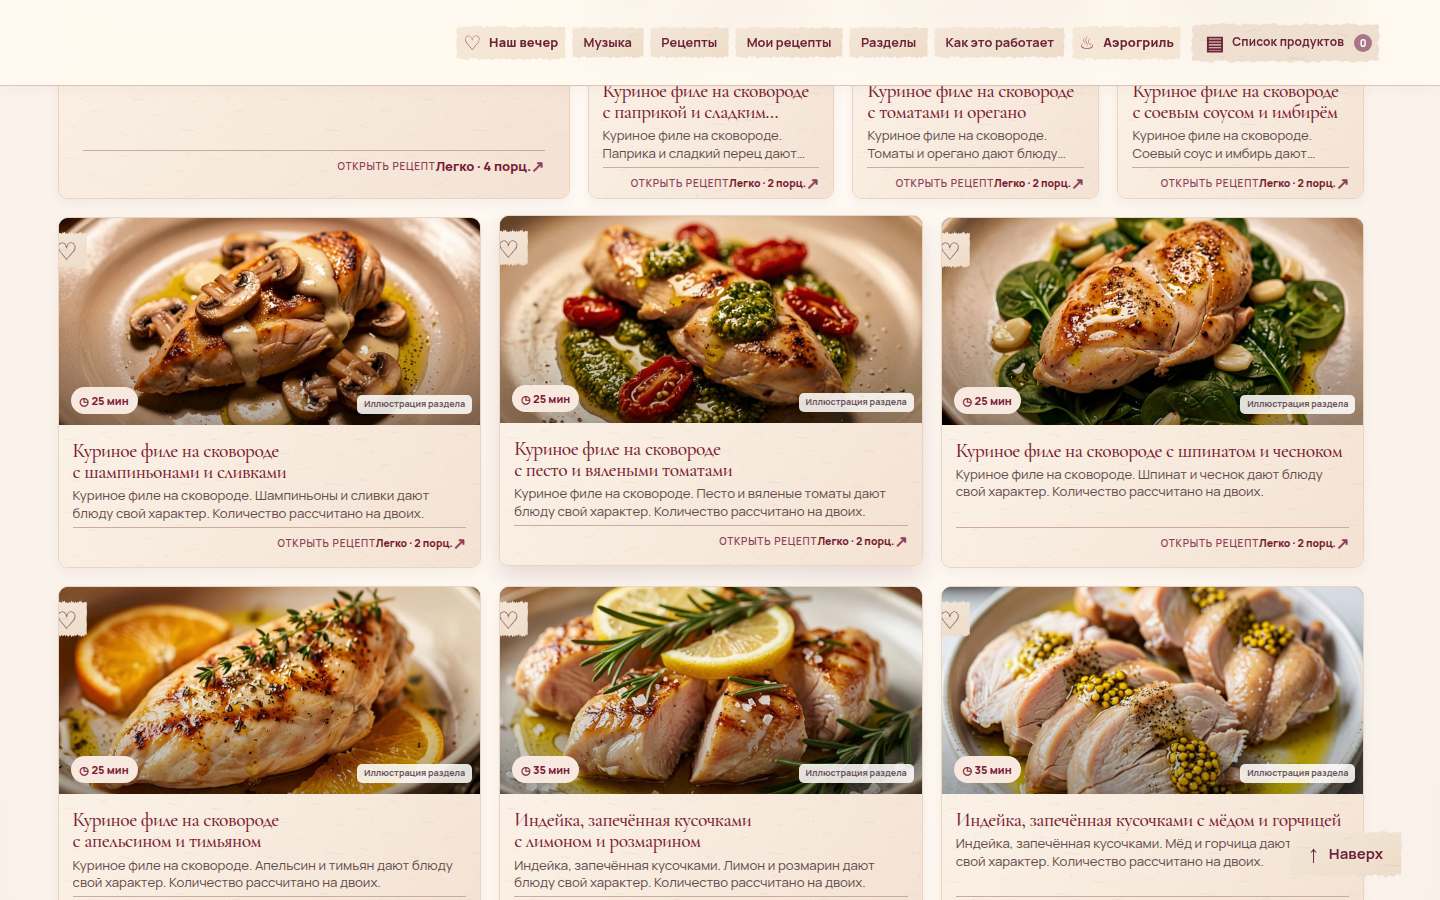 Наш вечер
Музыка
Рецепты
Мои рецепты
Разделы
Как это работает
Аэрогриль
Список продуктов
0
ОТКРЫТЬ РЕЦЕПТ Легко · 4 порц. ↗
Куриное филе на сковороде
с паприкой и сладким…
Куриное филе на сковороде.
Паприка и сладкий перец дают…
ОТКРЫТЬ РЕЦЕПТ Легко · 2 порц. ↗
Куриное филе на сковороде
с томатами и орегано
Куриное филе на сковороде.
Томаты и орегано дают блюду…
ОТКРЫТЬ РЕЦЕПТ Легко · 2 порц. ↗
Куриное филе на сковороде
с соевым соусом и имбирём
Куриное филе на сковороде.
Соевый соус и имбирь дают…
ОТКРЫТЬ РЕЦЕПТ Легко · 2 порц. ↗
25 мин
Иллюстрация раздела
Куриное филе на сковороде
с шампиньонами и сливками
Куриное филе на сковороде. Шампиньоны и сливки дают
блюду свой характер. Количество рассчитано на двоих.
ОТКРЫТЬ РЕЦЕПТ Легко · 2 порц. ↗
25 мин
Иллюстрация раздела
Куриное филе на сковороде
с песто и вялеными томатами
Куриное филе на сковороде. Песто и вяленые томаты дают
блюду свой характер. Количество рассчитано на двоих.
ОТКРЫТЬ РЕЦЕПТ Легко · 2 порц. ↗
25 мин
Иллюстрация раздела
Куриное филе на сковороде с шпинатом и чесноком
Куриное филе на сковороде. Шпинат и чеснок дают блюду
свой характер. Количество рассчитано на двоих.
ОТКРЫТЬ РЕЦЕПТ Легко · 2 порц. ↗
25 мин
Иллюстрация раздела
Куриное филе на сковороде
с апельсином и тимьяном
Куриное филе на сковороде. Апельсин и тимьян дают блюду
свой характер. Количество рассчитано на двоих.
35 мин
Иллюстрация раздела
Индейка, запечённая кусочками
с лимоном и розмарином
Индейка, запечённая кусочками. Лимон и розмарин дают
блюду свой характер. Количество рассчитано на двоих.
35 мин
Иллюстрация раздела
Индейка, запечённая кусочками с мёдом и горчицей
Индейка, запечённая кусочками. Мёд и горчица дают
свой характер. Количество рассчитано на двоих.
↑ Наверх